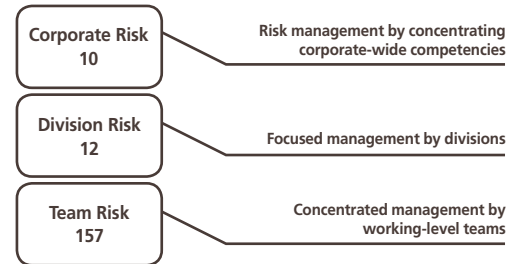 Corporate Risk
10
Risk management by concentrating
corporate-wide competencies
Division Risk
12
Focused management by divisions
Team Risk
157
Concentrated management by
working-level teams